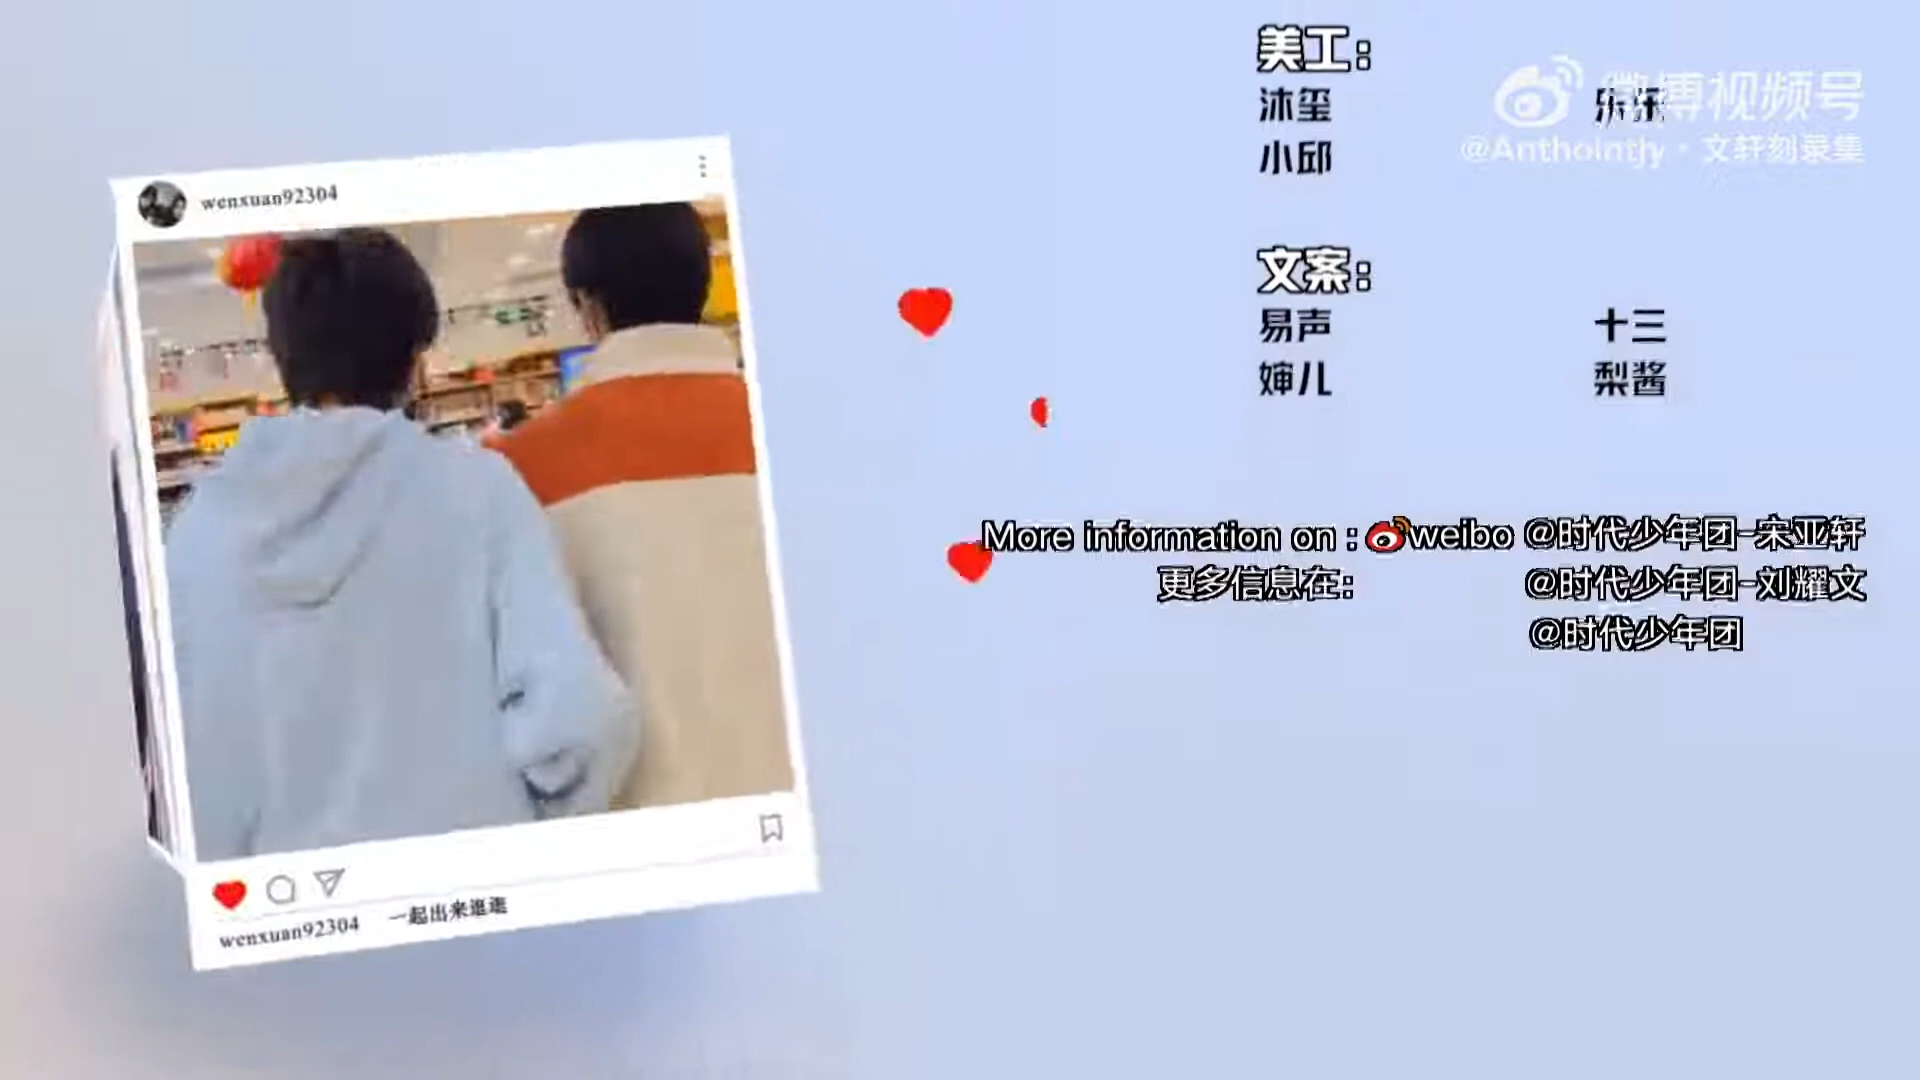 wenxuan92304
wenxuan92304 一起出来逛逛
美工：
沐玺
小邱
微博视频号
@Anthointjy·文轩刻录集
文案：
易声 十三
婶儿 梨酱
More information on : weibo @时代少年团-宋亚轩
更多信息在： @时代少年团-刘耀文
@时代少年团